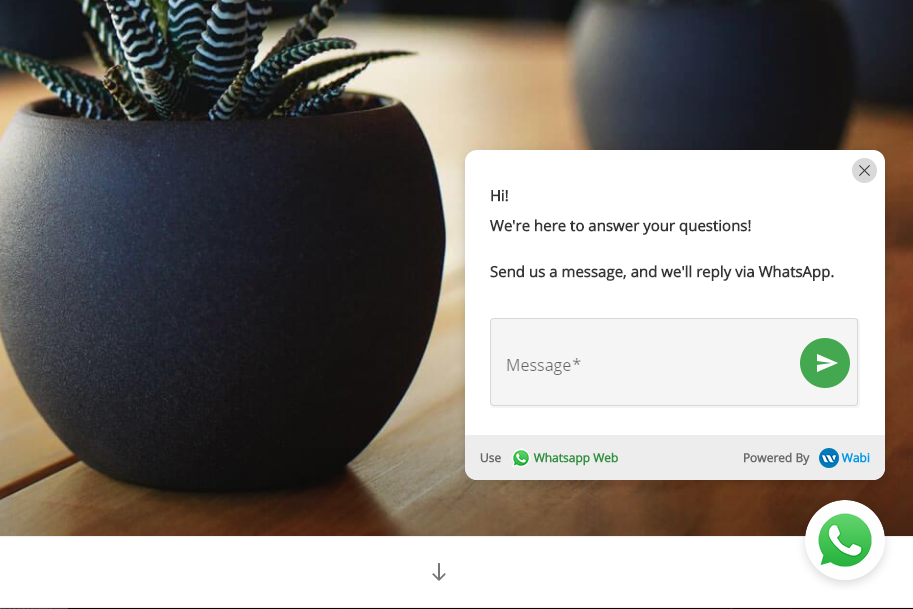 Hi!
We're here to answer your questions!
Send us a message, and we'll reply via WhatsApp.
Message*
Use Whatsapp Web Powered By Wabi